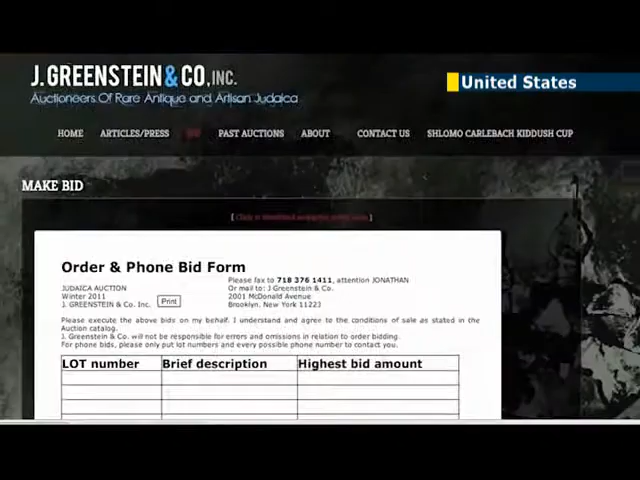 J. GREENSTEIN & CO, INC.
Auctioneers Of Rare Antique and Artisan Judaica
United States
HOME ARTICLES/PRESS BID PAST AUCTIONS ABOUT CONTACT US SHLOMO CARLEBACH KIDDUSH CUP
MAKE BID
Order & Phone Bid Form
Please fax to 718 376 1411, attention JONATHAN
JUDAICA AUCTION
Or mail to: J Greenstein & Co.
Winter 2011
2001 McDonald Avenue
J. GREENSTEIN & Co. Inc.
Print
Brooklyn, New York 11223
Please execute the above bids on my behalf. I understand and agree to the conditions of sale as stated in the
Auction catalog.
J. Greenstein & Co. will not be responsible for errors and omissions in relation to order bidding.
For phone bids, please only put lot numbers and every possible phone number to contact you.
LOT number Brief description Highest bid amount